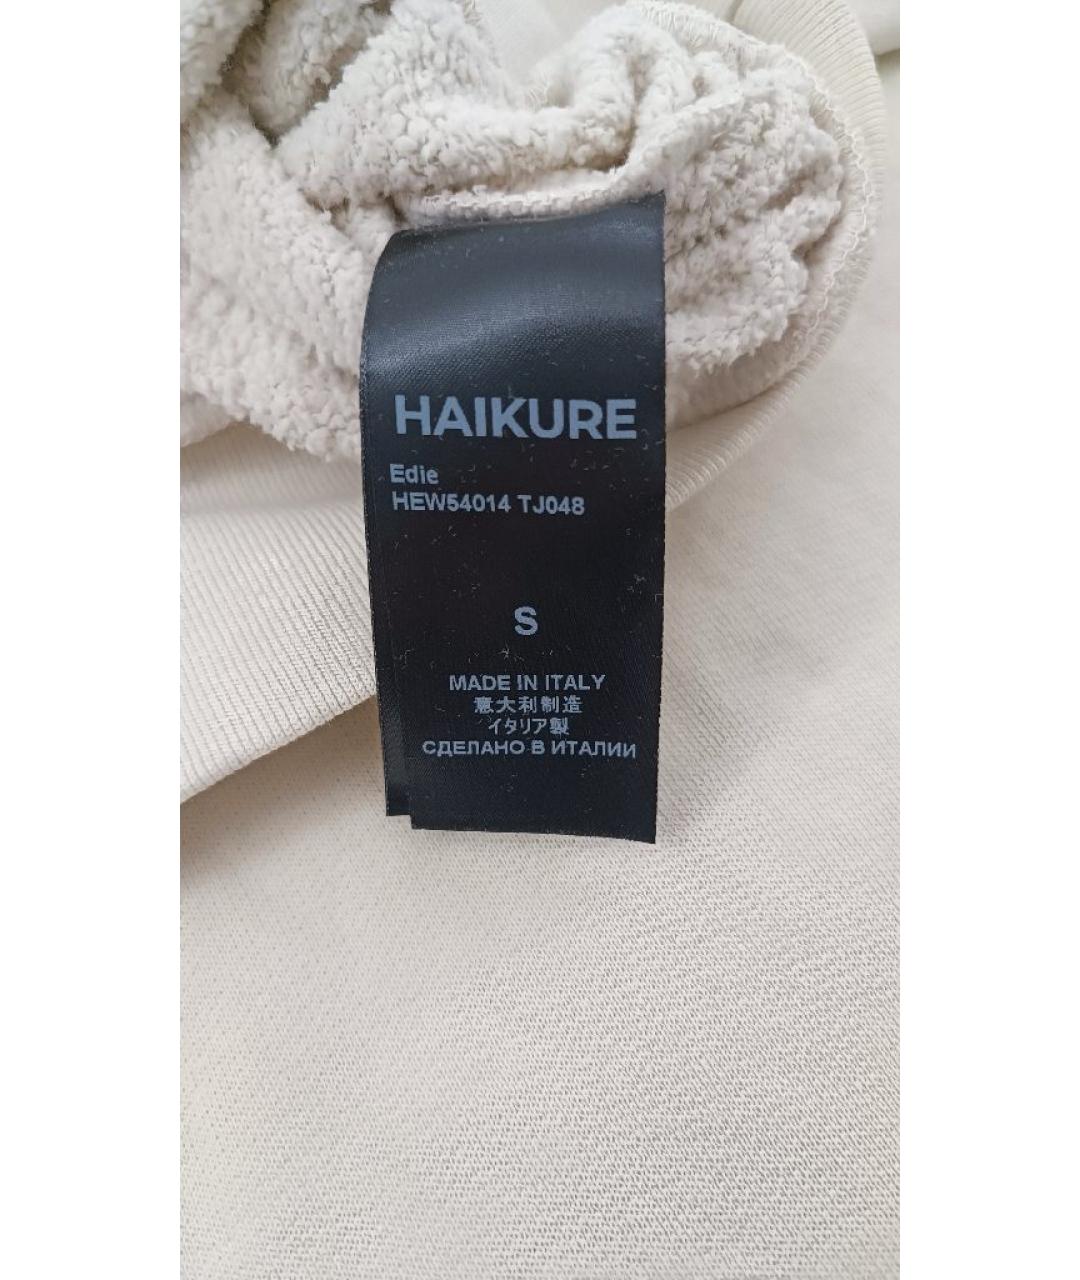 HAIKURE
Edie
HEW54014 TJ048
S
MADE IN ITALY
意大利制造
イタリア製
СДЕЛАНО В ИТАЛИИ